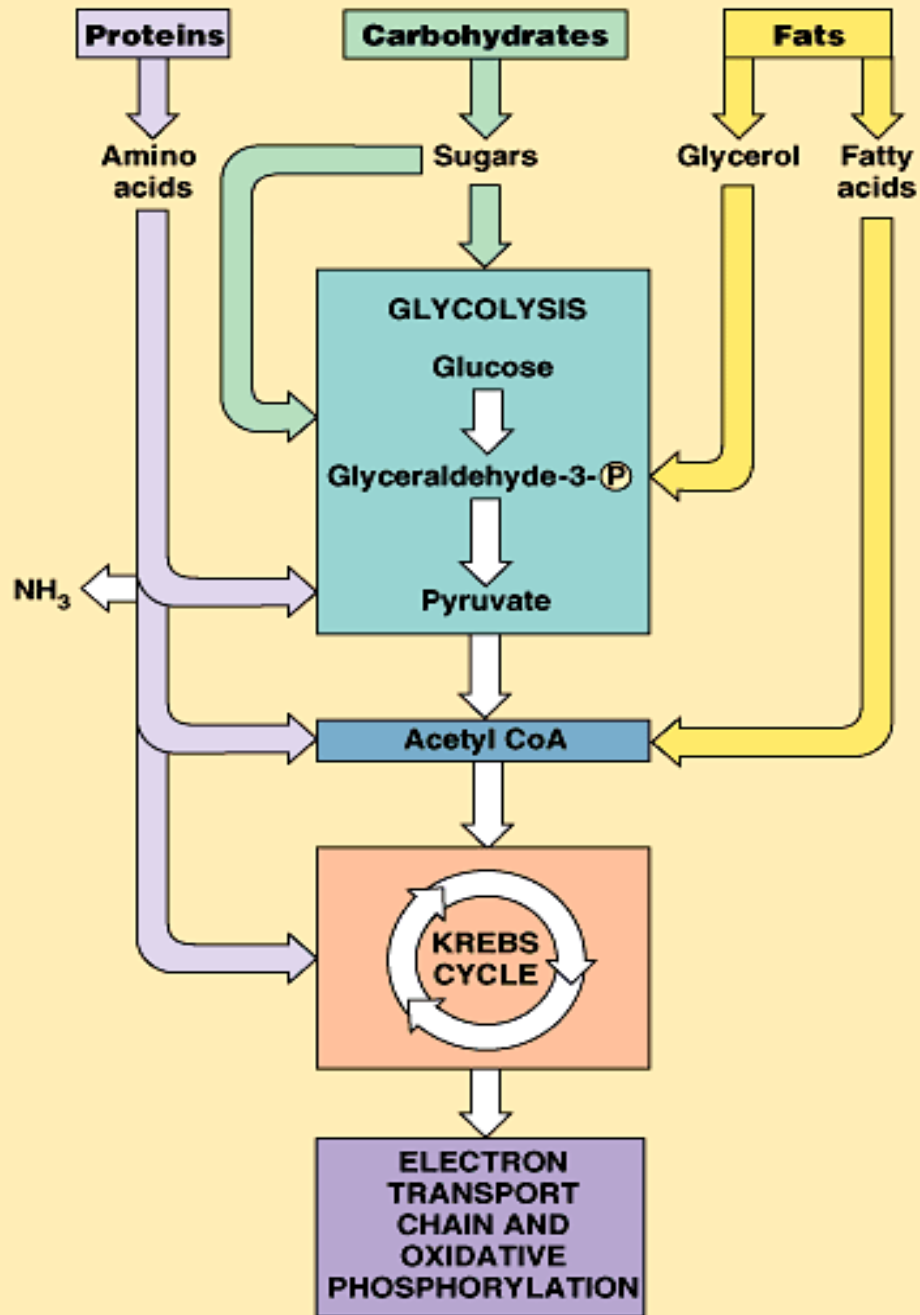 Proteins
Carbohydrates
Fats
Amino
acids
Sugars
Glycerol
Fatty
acids
GLYCOLYSIS
Glucose
Glyceraldehyde-3-P
NH₃
Pyruvate
Acetyl CoA
KREBS
CYCLE
ELECTRON
TRANSPORT
CHAIN AND
OXIDATIVE
PHOSPHORYLATION